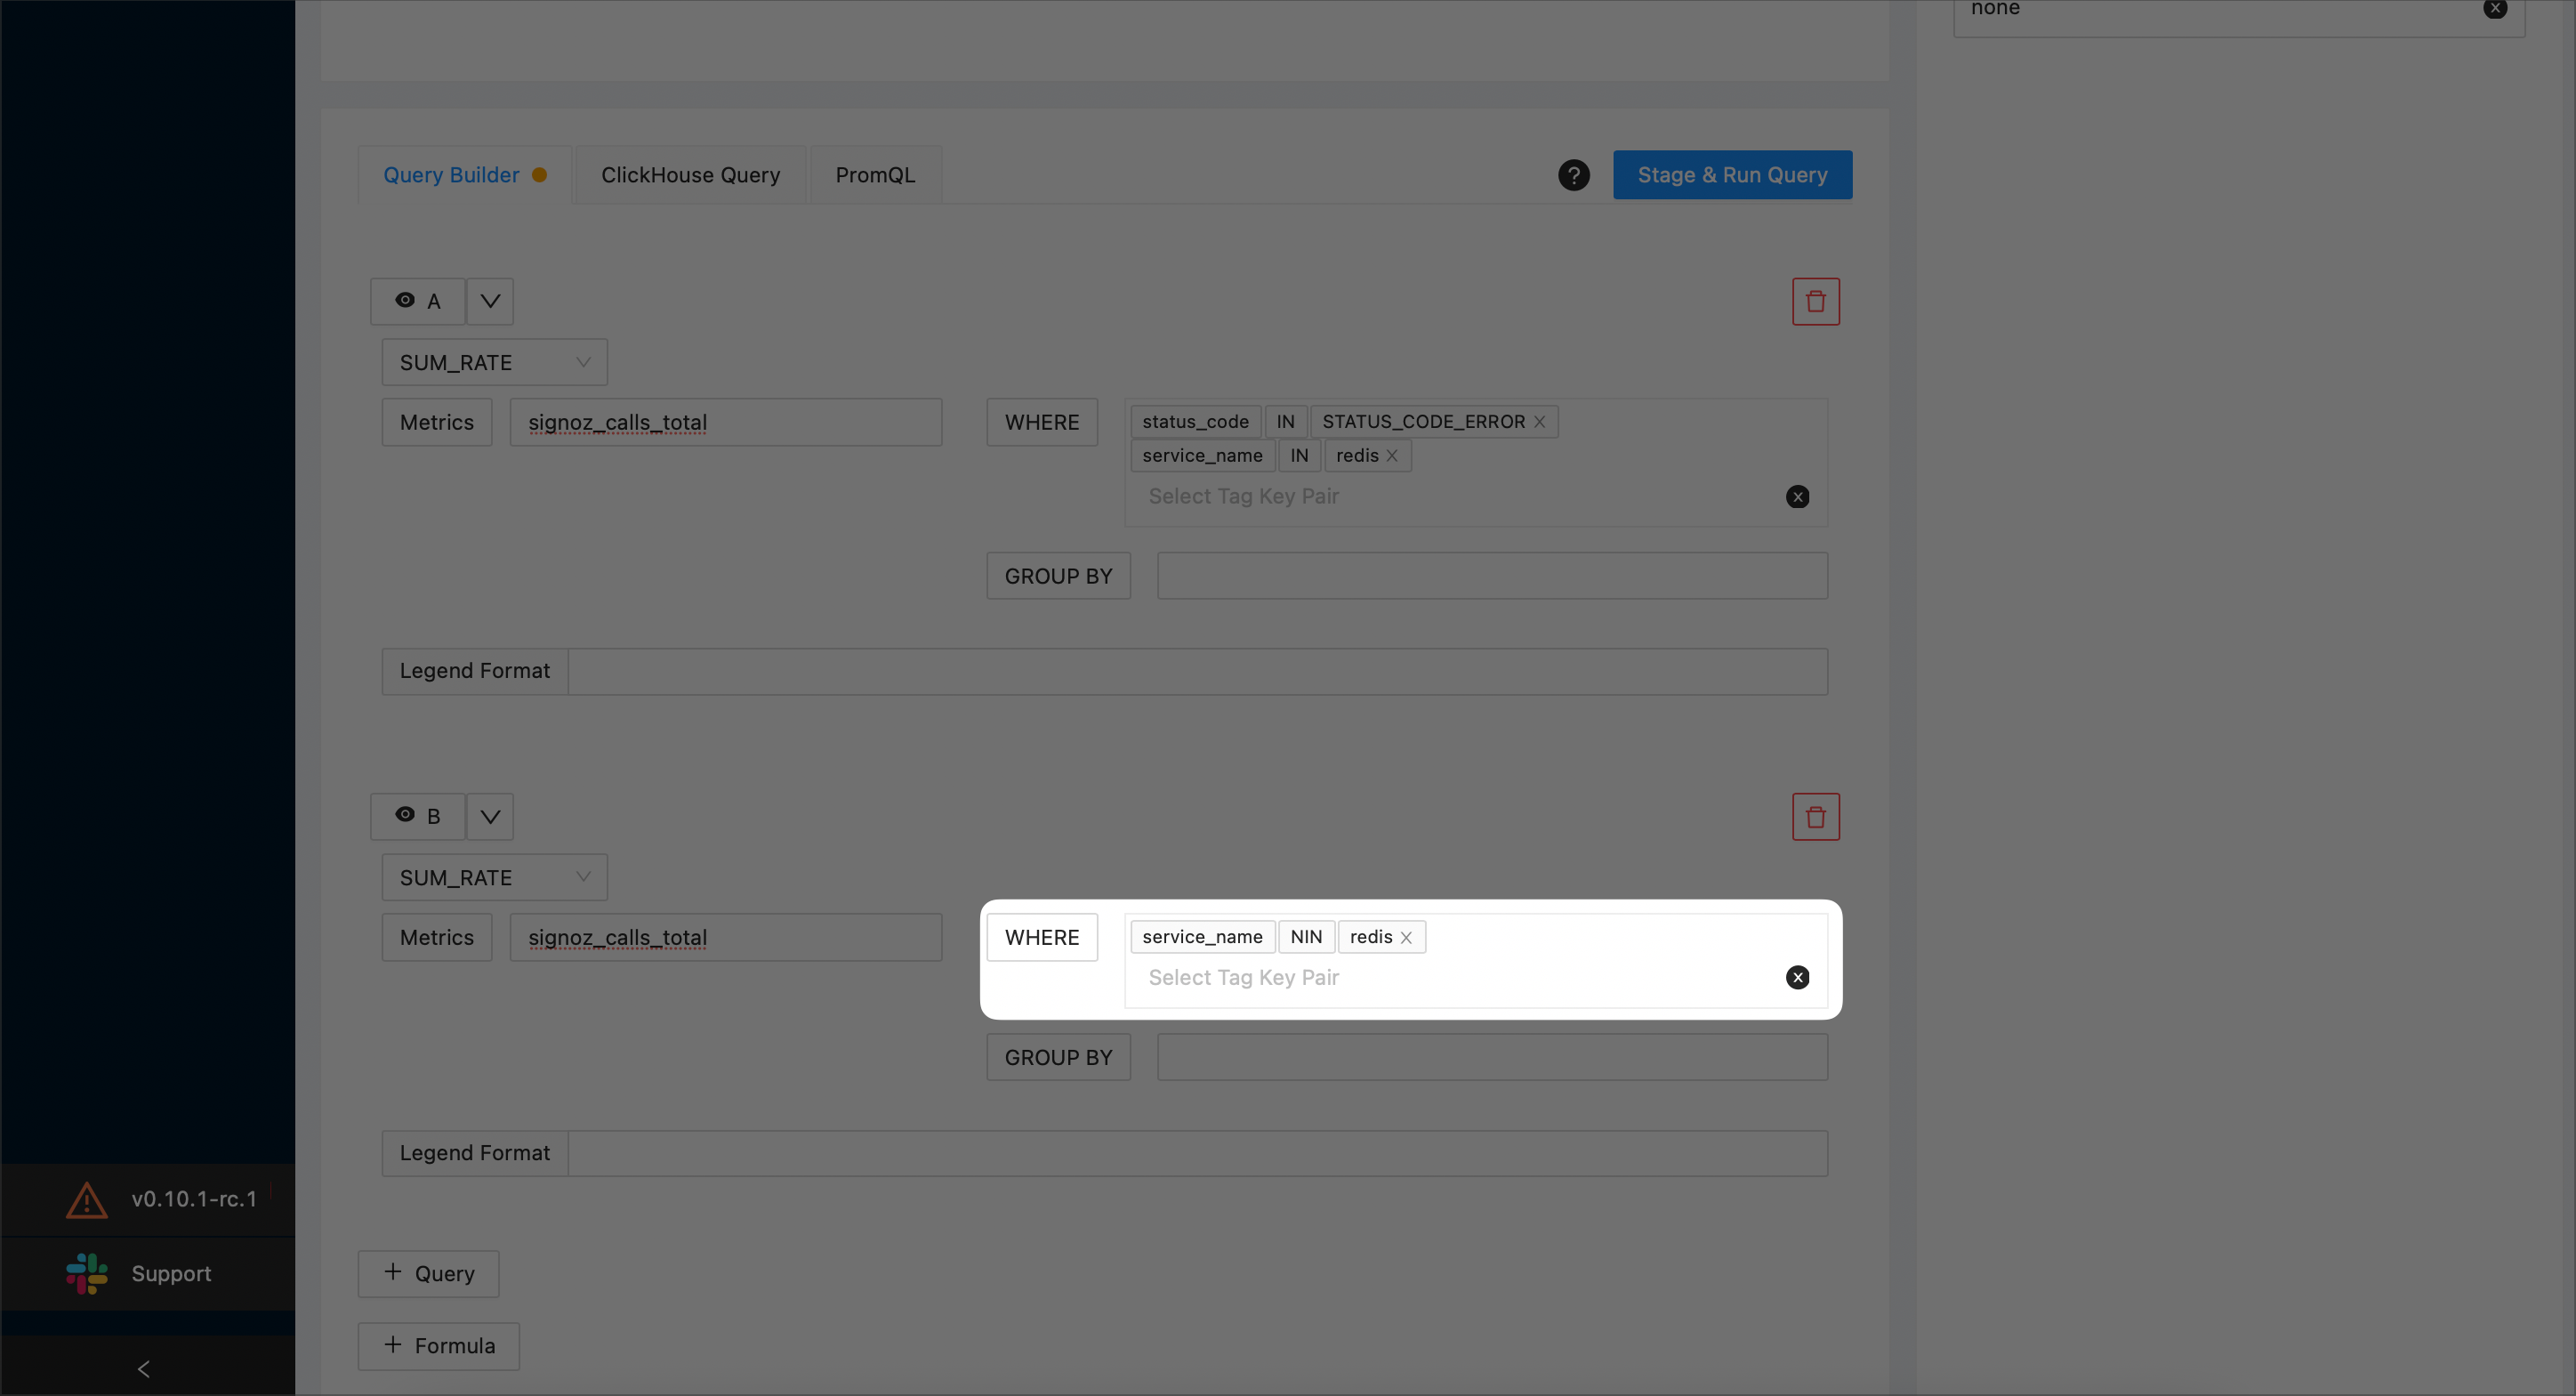 none
Query Builder ClickHouse Query PromQL ? Stage & Run Query
A
SUM_RATE
Metrics signoz_calls_total WHERE status_code IN STATUS_CODE_ERROR
service_name IN redis
Select Tag Key Pair
GROUP BY
Legend Format
B
SUM_RATE
Metrics signoz_calls_total WHERE service_name NIN redis
Select Tag Key Pair
GROUP BY
Legend Format
v0.10.1-rc.1
Support
+ Query
+ Formula